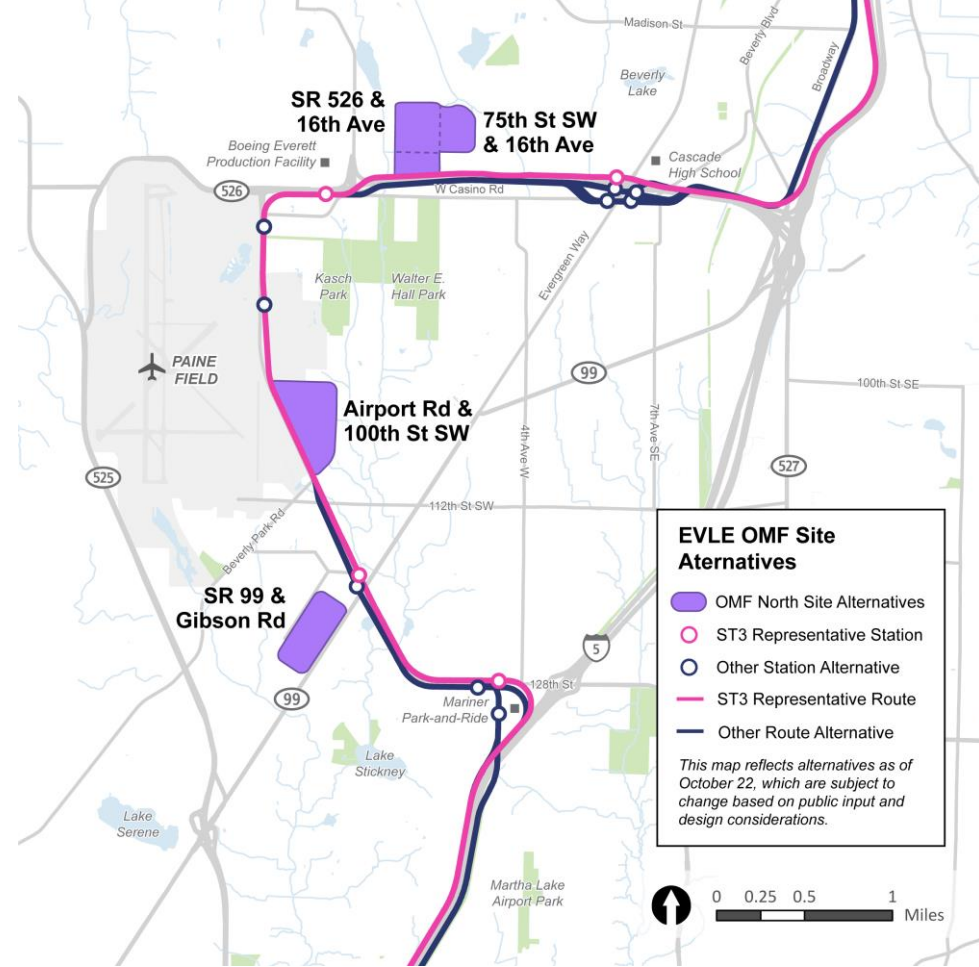 Madison St
Beverly Blvd
Broadway
Beverly
Lake
SR 526 &
16th Ave
75th St SW
& 16th Ave
Boeing Everett
Production Facility
Cascade
High School
526
W Casino Rd
Evergreen Way
Kasch
Park
Walter E.
Hall Park
PAINE
FIELD
99
100th St SE
Airport Rd &
100th St SW
4th Ave W
7th Ave SE
525
527
112th St SW
Beverly Park Rd
SR 99 &
Gibson Rd
99
5
128th St
Mariner
Park-and-Ride
Lake
Stickney
Lake
Serene
Martha Lake
Airport Park
EVLE OMF Site
Aternatives
OMF North Site Alternatives
ST3 Representative Station
Other Station Alternative
ST3 Representative Route
Other Route Alternative
This map reflects alternatives as of
October 22, which are subject to
change based on public input and
design considerations.
0 0.25 0.5 1
Miles